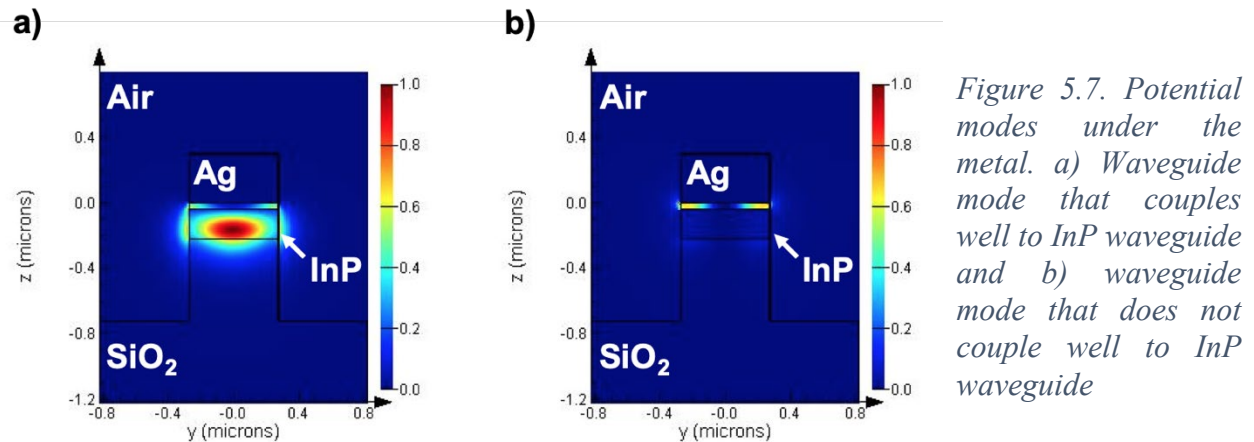 a)
Air
Ag
InP
SiO₂
z (microns)
0.4
0.0
-0.4
-0.8
-1.2
-0.8
-0.4
-0.0
0.4
0.8
y (microns)
1.0
0.8
0.6
0.4
0.2
0.0
b)
Air
Ag
InP
SiO₂
z (microns)
0.4
0.0
-0.4
-0.8
-1.2
-0.8
-0.4
-0.0
0.4
0.8
y (microns)
1.0
0.8
0.6
0.4
0.2
0.0
Figure 5.7. Potential
modes under the
metal. a) Waveguide
mode that couples
well to InP waveguide
and b) waveguide
mode that does not
couple well to InP
waveguide